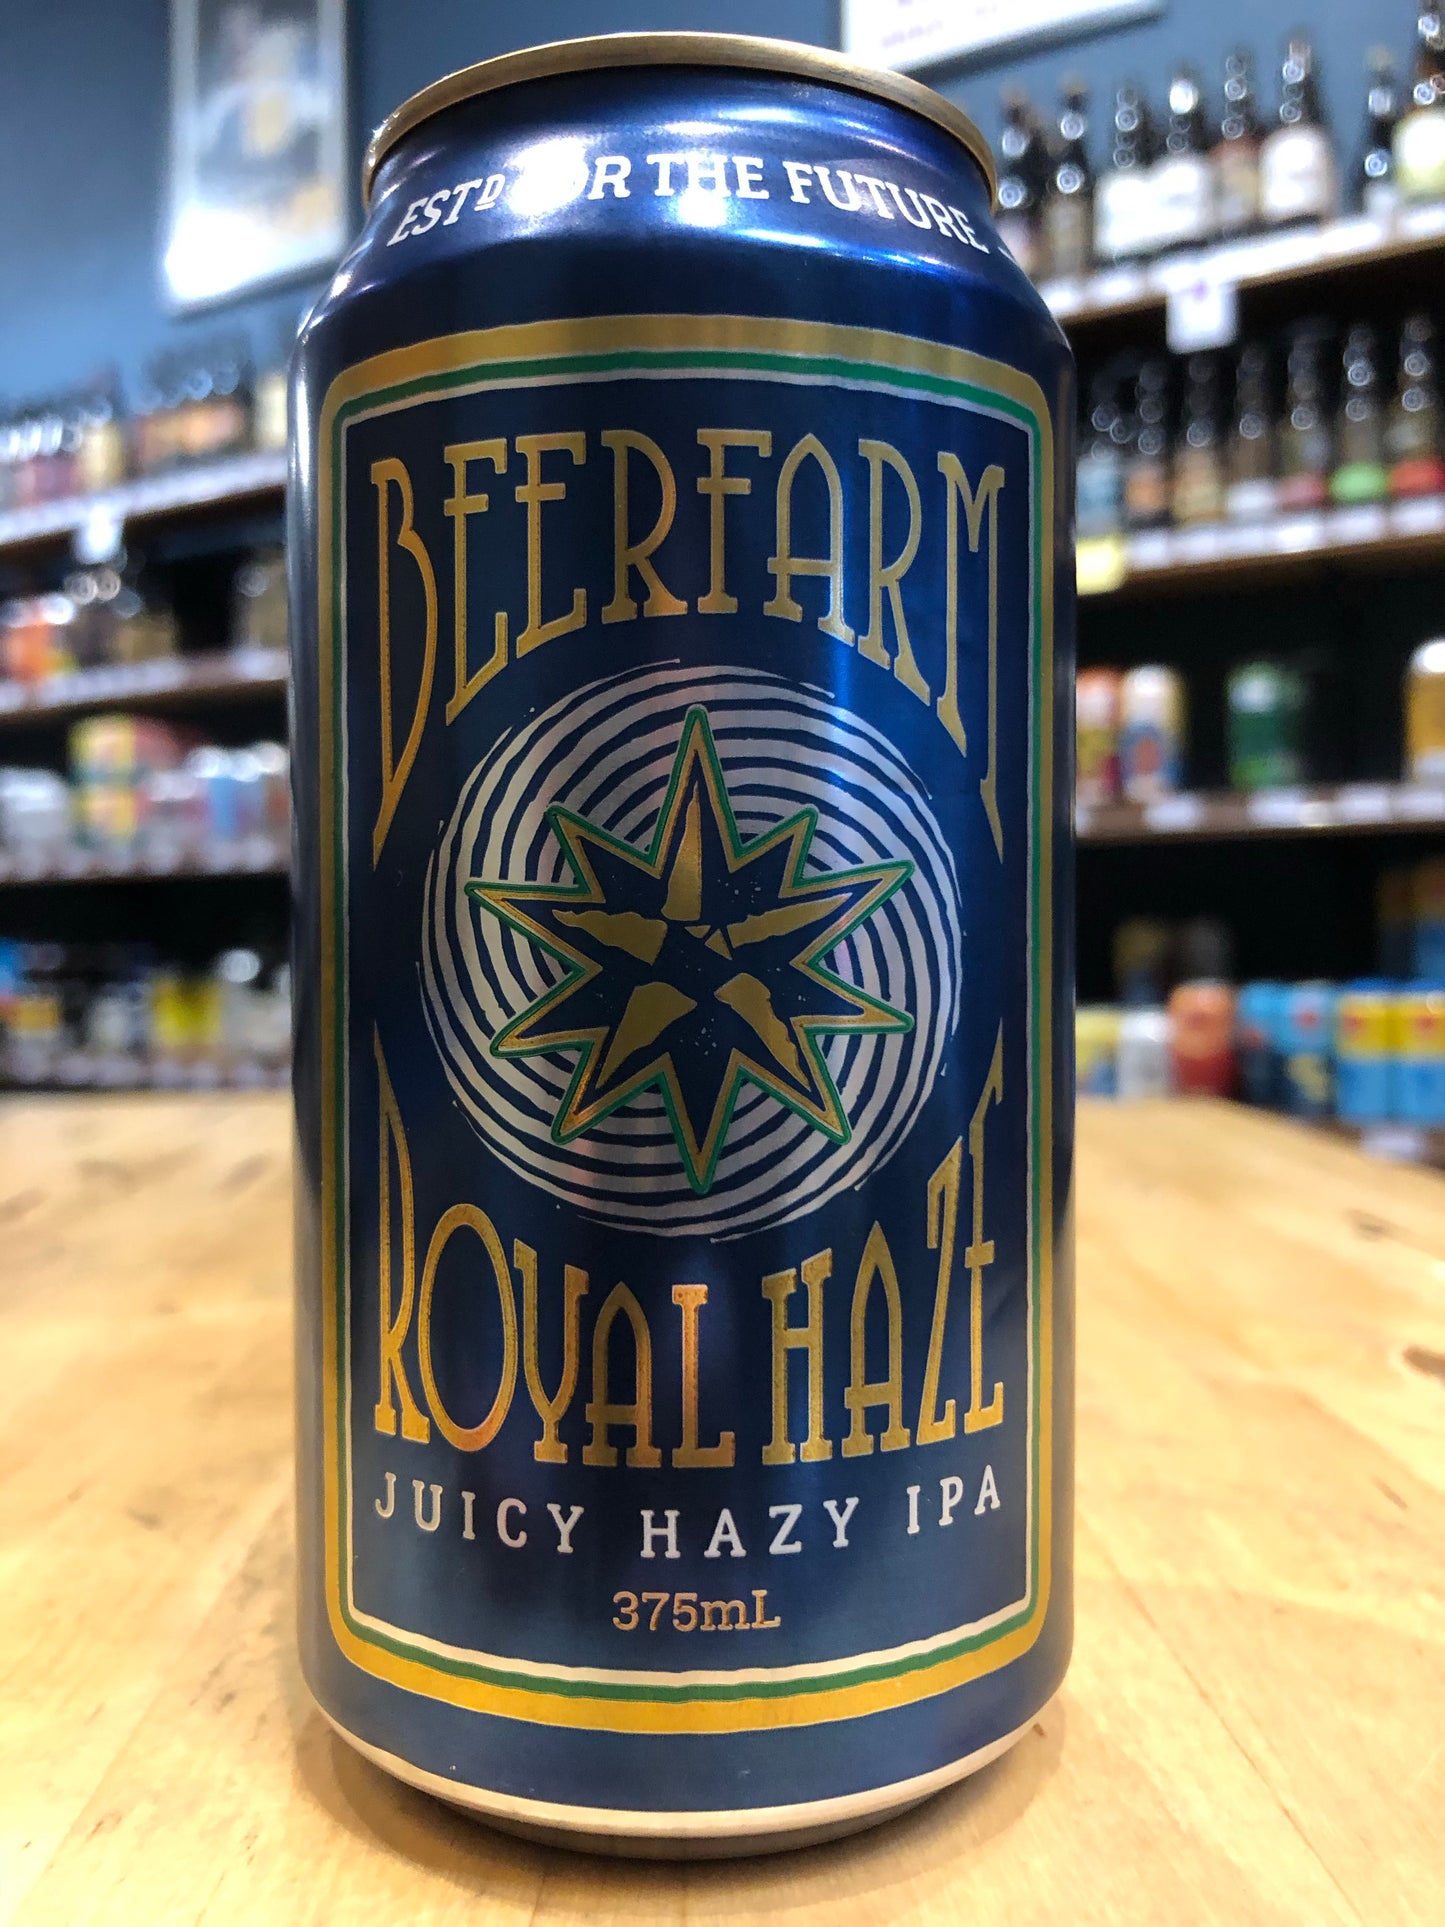 ESTD FOR THE FUTURE
BEERFARM
ROYAL HAZE
JUICY HAZY IPA
375mL